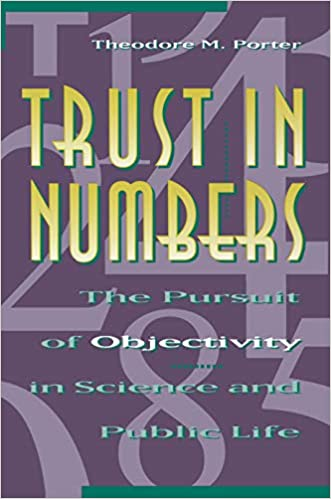 Theodore M. Porter
TRUST IN
NUMBERS
The Pursuit
of Objectivity
in Science and
Public Life